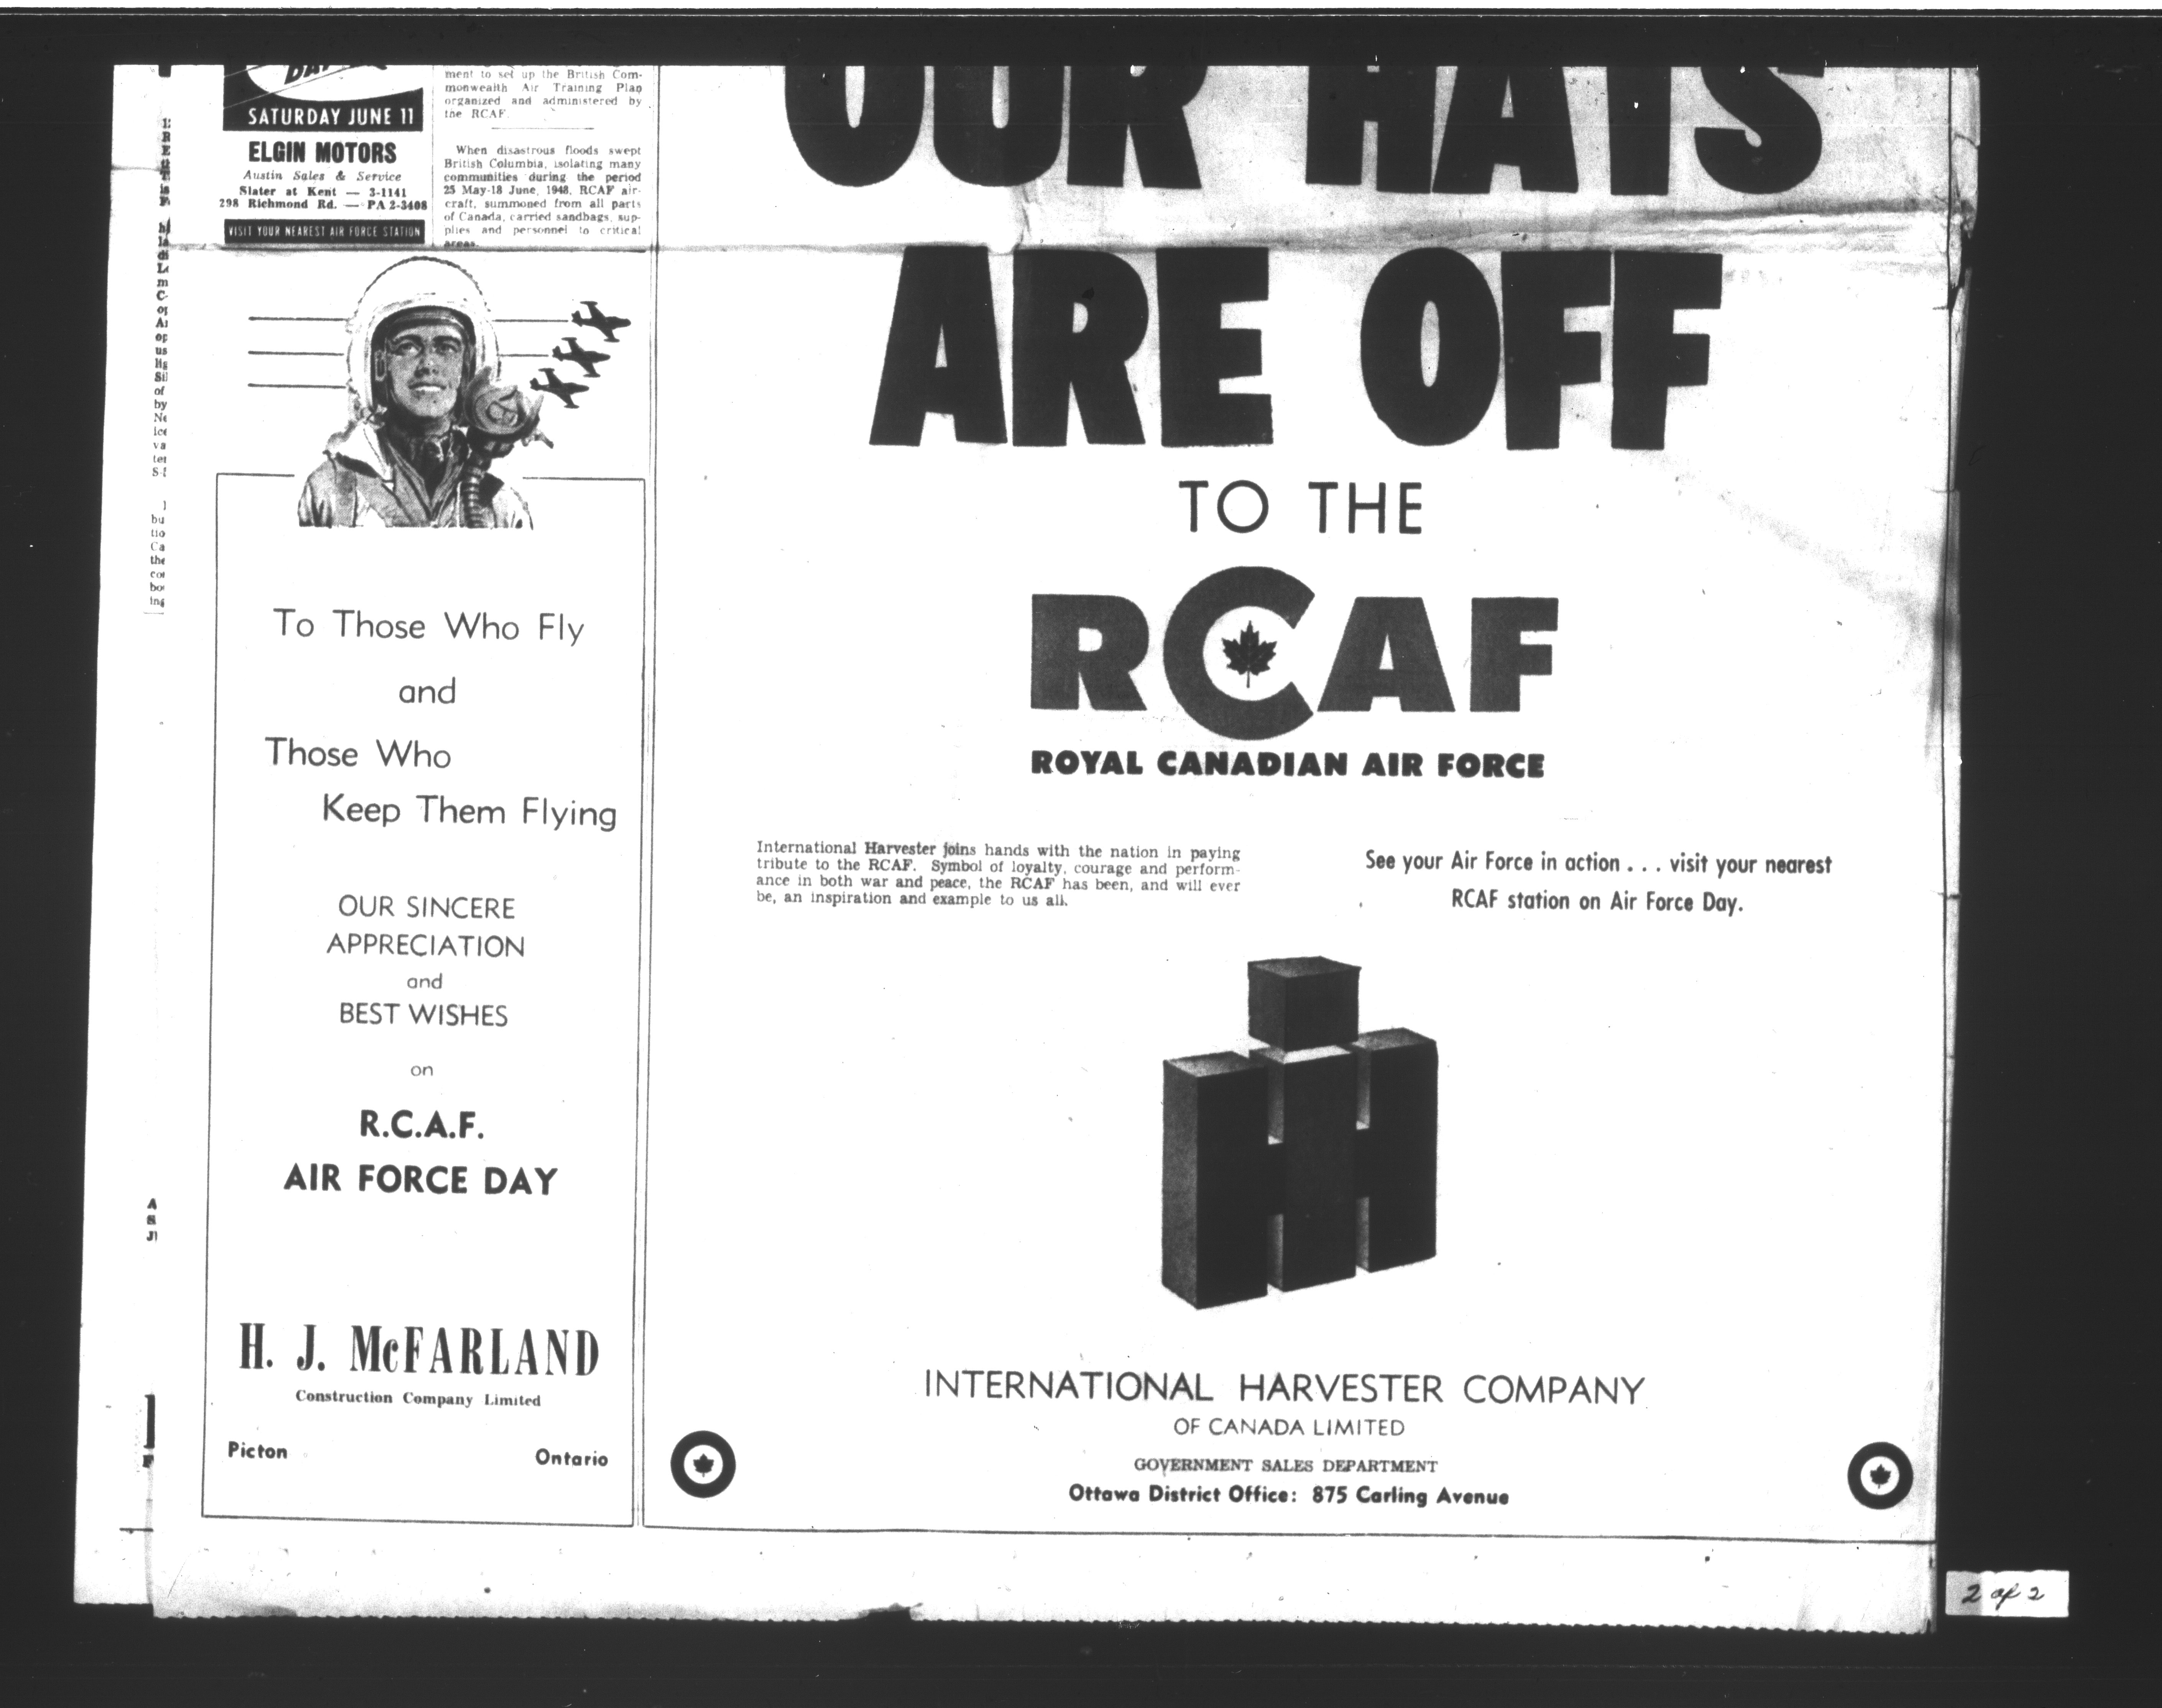 SATURDAY JUNE 11
ELGIN MOTORS
Austin Sales & Service
Slater at Kent — 3-1141
298 Richmond Rd. — PA 2-3408
VISIT YOUR NEAREST AIR FORCE STATION
ment to set up the British Com-
monwealth Air Training Plan
organized and administered by
the RCAF.
When disastrous floods swept
British Columbia, isolating many
communities during the period
25 May-18 June, 1948, RCAF air-
craft, summoned from all parts
of Canada, carried sandbags, sup-
plies and personnel to critical
areas.
To Those Who Fly
and
Those Who
Keep Them Flying
OUR SINCERE
APPRECIATION
and
BEST WISHES
on
R.C.A.F.
AIR FORCE DAY
H. J. McFARLAND
Construction Company Limited
Picton Ontario
OUR HATS
ARE OFF
TO THE
RCAF
ROYAL CANADIAN AIR FORCE
International Harvester joins hands with the nation in paying
tribute to the RCAF. Symbol of loyalty, courage and perform-
ance in both war and peace, the RCAF has been, and will ever
be, an inspiration and example to us all.
See your Air Force in action . . . visit your nearest
RCAF station on Air Force Day.
IH
INTERNATIONAL HARVESTER COMPANY
OF CANADA LIMITED
GOVERNMENT SALES DEPARTMENT
Ottawa District Office: 875 Carling Avenue
2 of 2